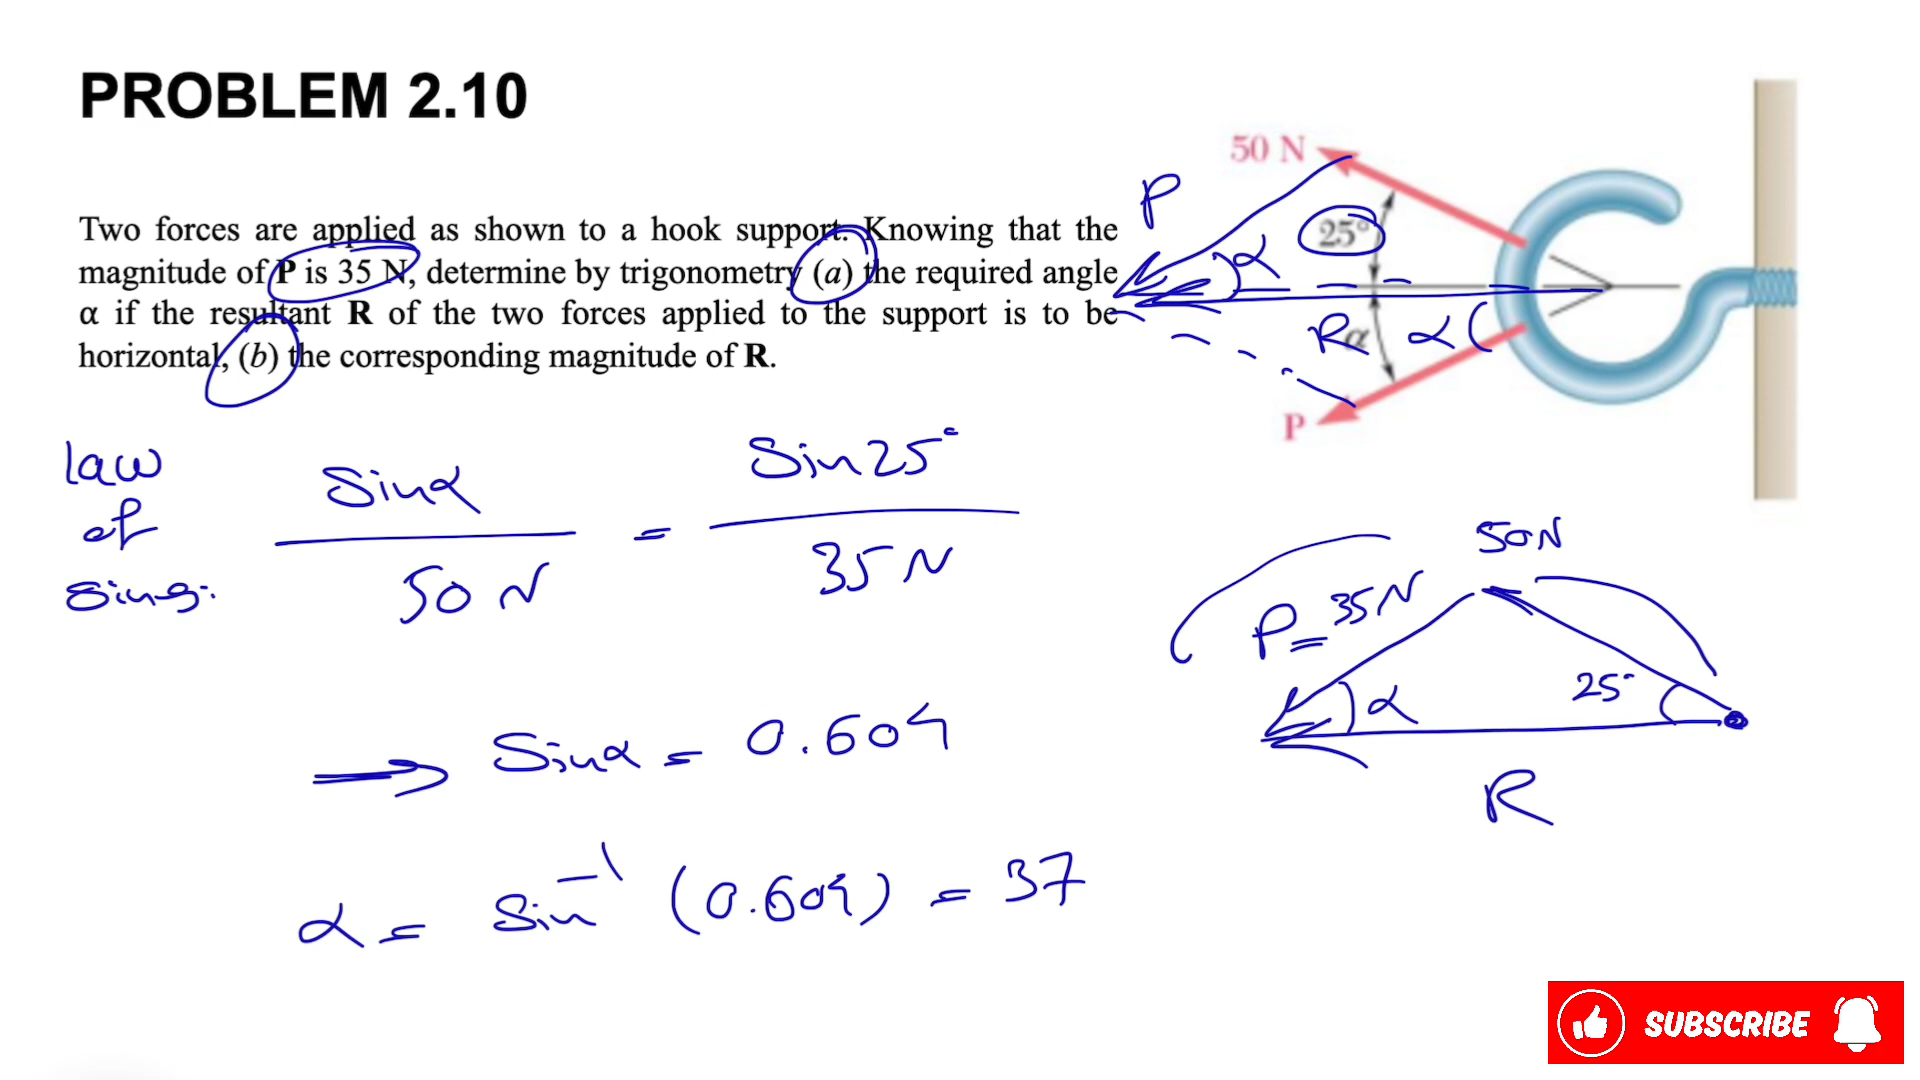 PROBLEM 2.10
Two forces are applied as shown to a hook support. Knowing that the
magnitude of P is 35 N, determine by trigonometry (a) the required angle
α if the resultant R of the two forces applied to the support is to be
horizontal, (b) the corresponding magnitude of R.
50 N
P
25°
α
α
R
α (
P
law
of
sines:
Sinα
50 N
=
Sin 25°
35 N
⟹ Sinα = 0.604
α = Sin⁻¹ (0.604) = 37
50N
P = 35N
α
25°
R
SUBSCRIBE